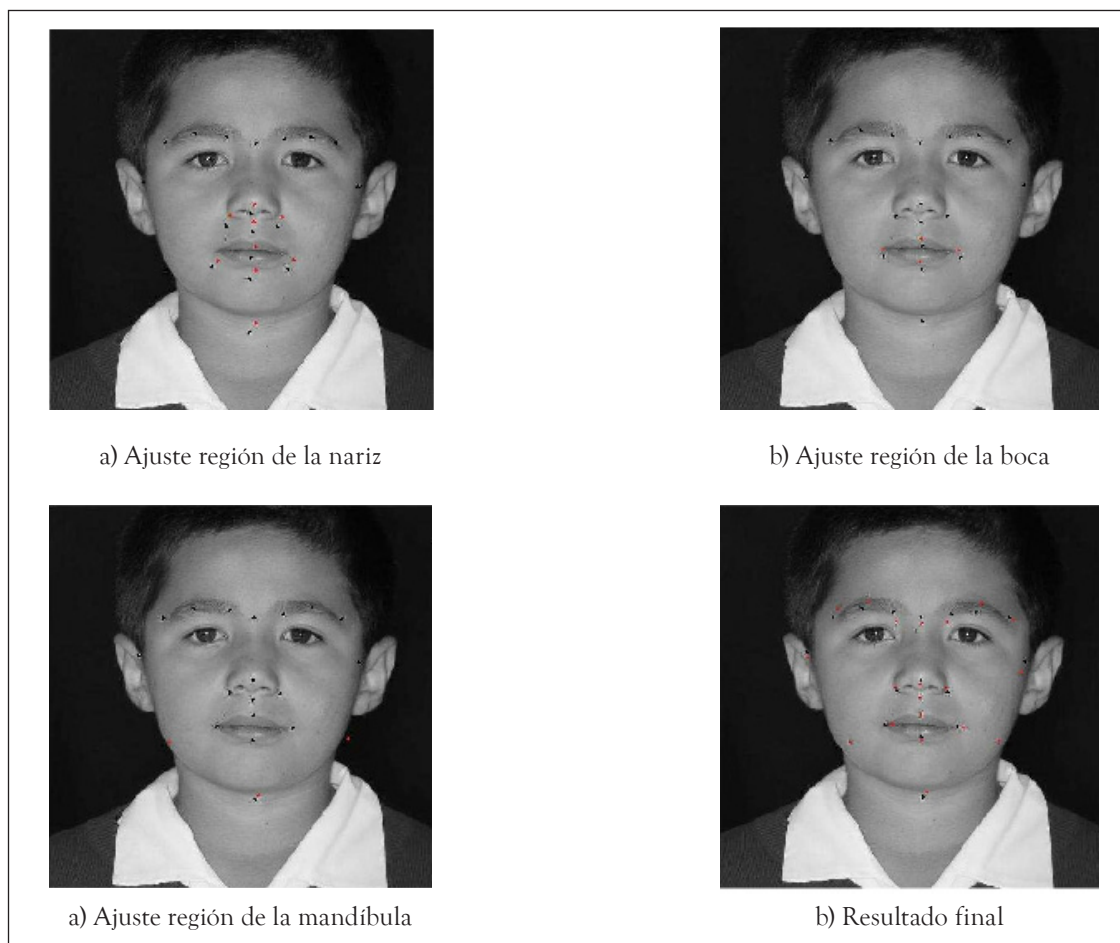 a) Ajuste región de la nariz
b) Ajuste región de la boca
a) Ajuste región de la mandíbula
b) Resultado final